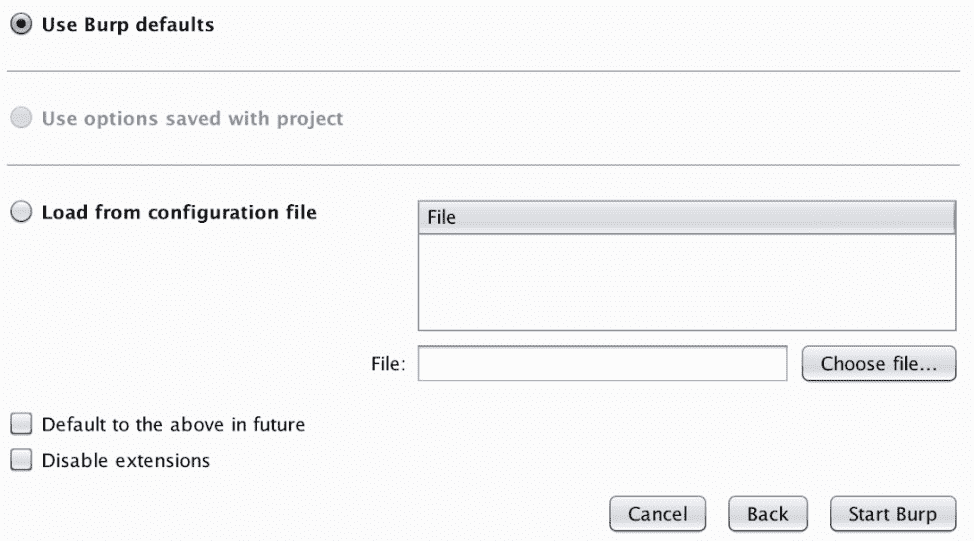 Use Burp defaults
Use options saved with project
Load from configuration file
File
File:
Choose file...
Default to the above in future
Disable extensions
Cancel Back Start Burp